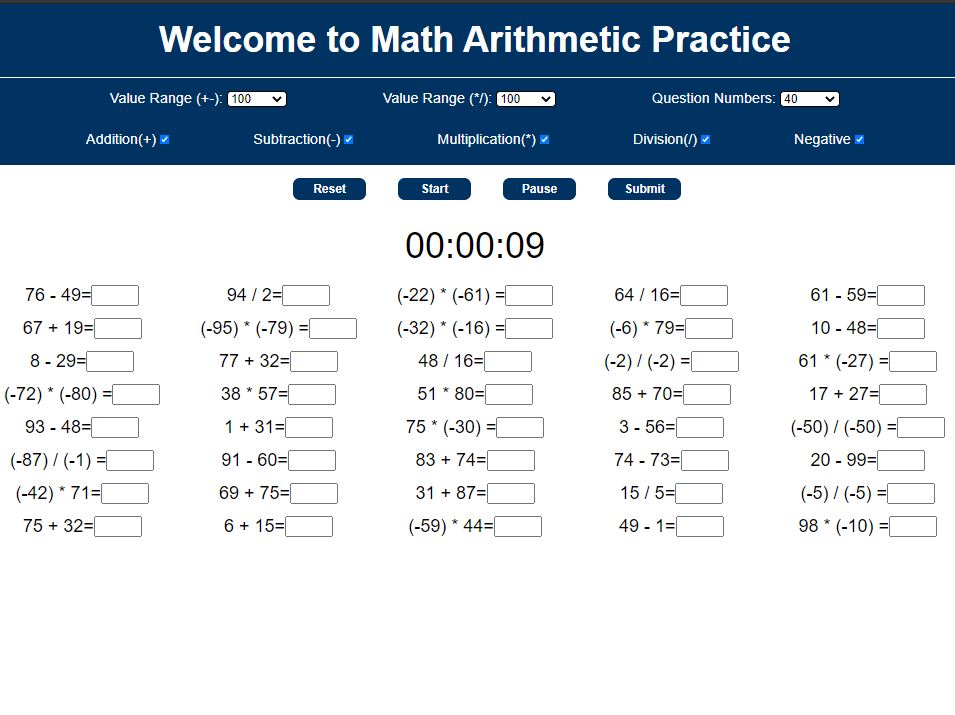 Welcome to Math Arithmetic Practice
Value Range (+-): 100 Value Range (*/): 100 Question Numbers: 40
Addition(+) Subtraction(-) Multiplication(*) Division(/) Negative
Reset Start Pause Submit
00:00:09
76 - 49= 94 / 2= (-22) * (-61) = 64 / 16= 61 - 59=
67 + 19= (-95) * (-79) = (-32) * (-16) = (-6) * 79= 10 - 48=
8 - 29= 77 + 32= 48 / 16= (-2) / (-2) = 61 * (-27) =
(-72) * (-80) = 38 * 57= 51 * 80= 85 + 70= 17 + 27=
93 - 48= 1 + 31= 75 * (-30) = 3 - 56= (-50) / (-50) =
(-87) / (-1) = 91 - 60= 83 + 74= 74 - 73= 20 - 99=
(-42) * 71= 69 + 75= 31 + 87= 15 / 5= (-5) / (-5) =
75 + 32= 6 + 15= (-59) * 44= 49 - 1= 98 * (-10) =